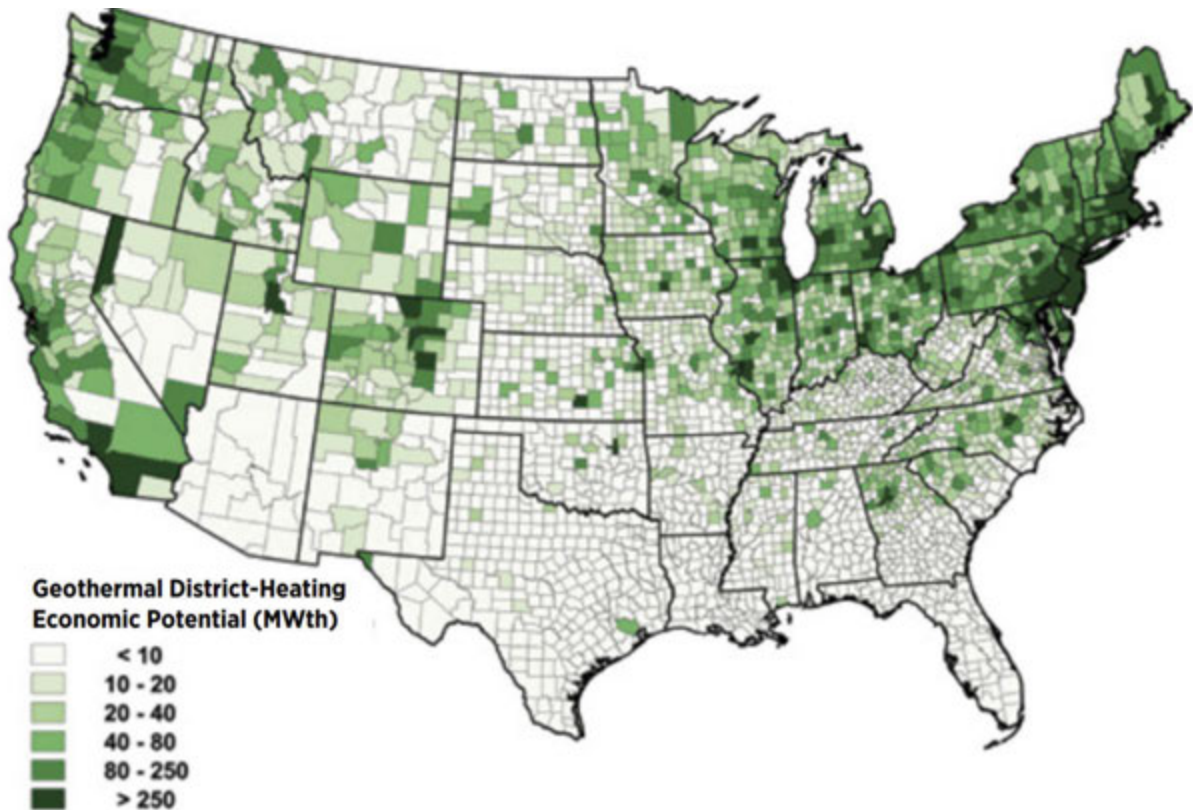 Geothermal District-Heating
Economic Potential (MWth)
< 10
10 - 20
20 - 40
40 - 80
80 - 250
> 250